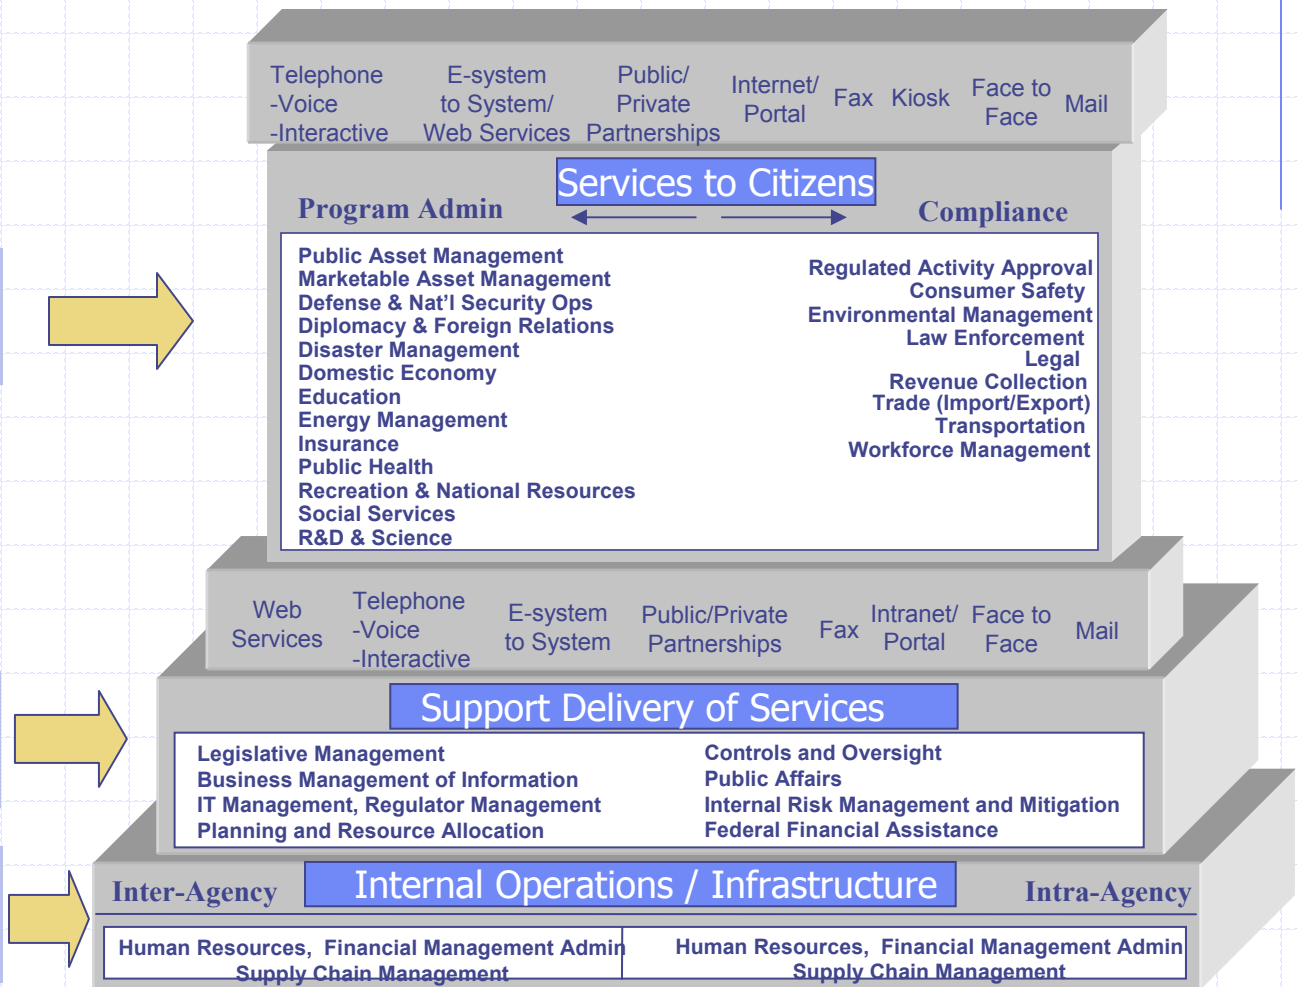 Telephone
-Voice
-Interactive
E-system
to System/
Web Services
Public/
Private
Partnerships
Internet/
Portal
Fax
Kiosk
Face to
Face
Mail
Services to Citizens
Program Admin
Compliance
Public Asset Management
Marketable Asset Management
Defense & Nat'l Security Ops
Diplomacy & Foreign Relations
Disaster Management
Domestic Economy
Education
Energy Management
Insurance
Public Health
Recreation & National Resources
Social Services
R&D & Science
Regulated Activity Approval
Consumer Safety
Environmental Management
Law Enforcement
Legal
Revenue Collection
Trade (Import/Export)
Transportation
Workforce Management
Web
Services
Telephone
-Voice
-Interactive
E-system
to System
Public/Private
Partnerships
Fax
Intranet/
Portal
Face to
Face
Mail
Support Delivery of Services
Legislative Management
Business Management of Information
IT Management, Regulator Management
Planning and Resource Allocation
Controls and Oversight
Public Affairs
Internal Risk Management and Mitigation
Federal Financial Assistance
Inter-Agency
Internal Operations / Infrastructure
Intra-Agency
Human Resources, Financial Management Admin
Supply Chain Management
Human Resources, Financial Management Admin
Supply Chain Management